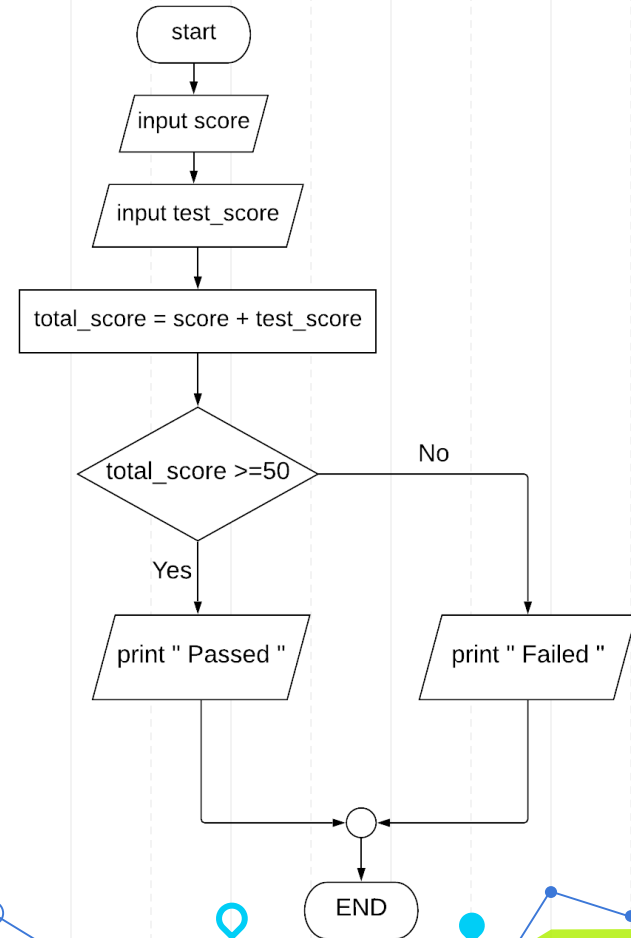 start
input score
input test_score
total_score = score + test_score
total_score >=50
No
Yes
print " Passed "
print " Failed "
END